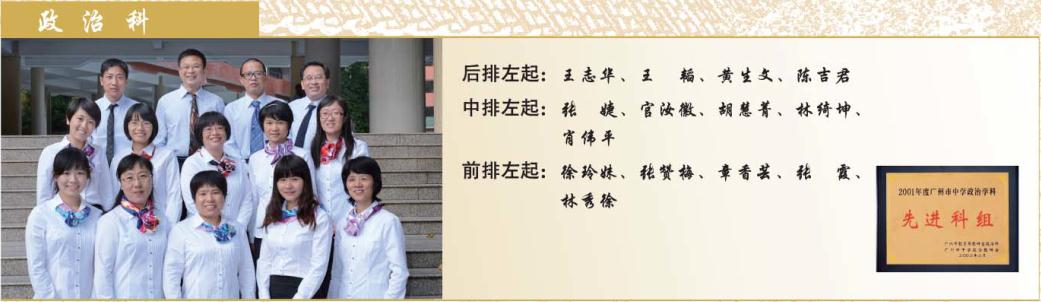 政治科
后排左起：王志华、王　韬、黄生文、陈吉君
中排左起：张　婕、官汝徽、胡慧菁、林绮坤、
肖伟平
前排左起：徐玲妹、张赞梅、章香芸、张　霞、
林秀徐
2001年度广州市中学政治学科
先进科组